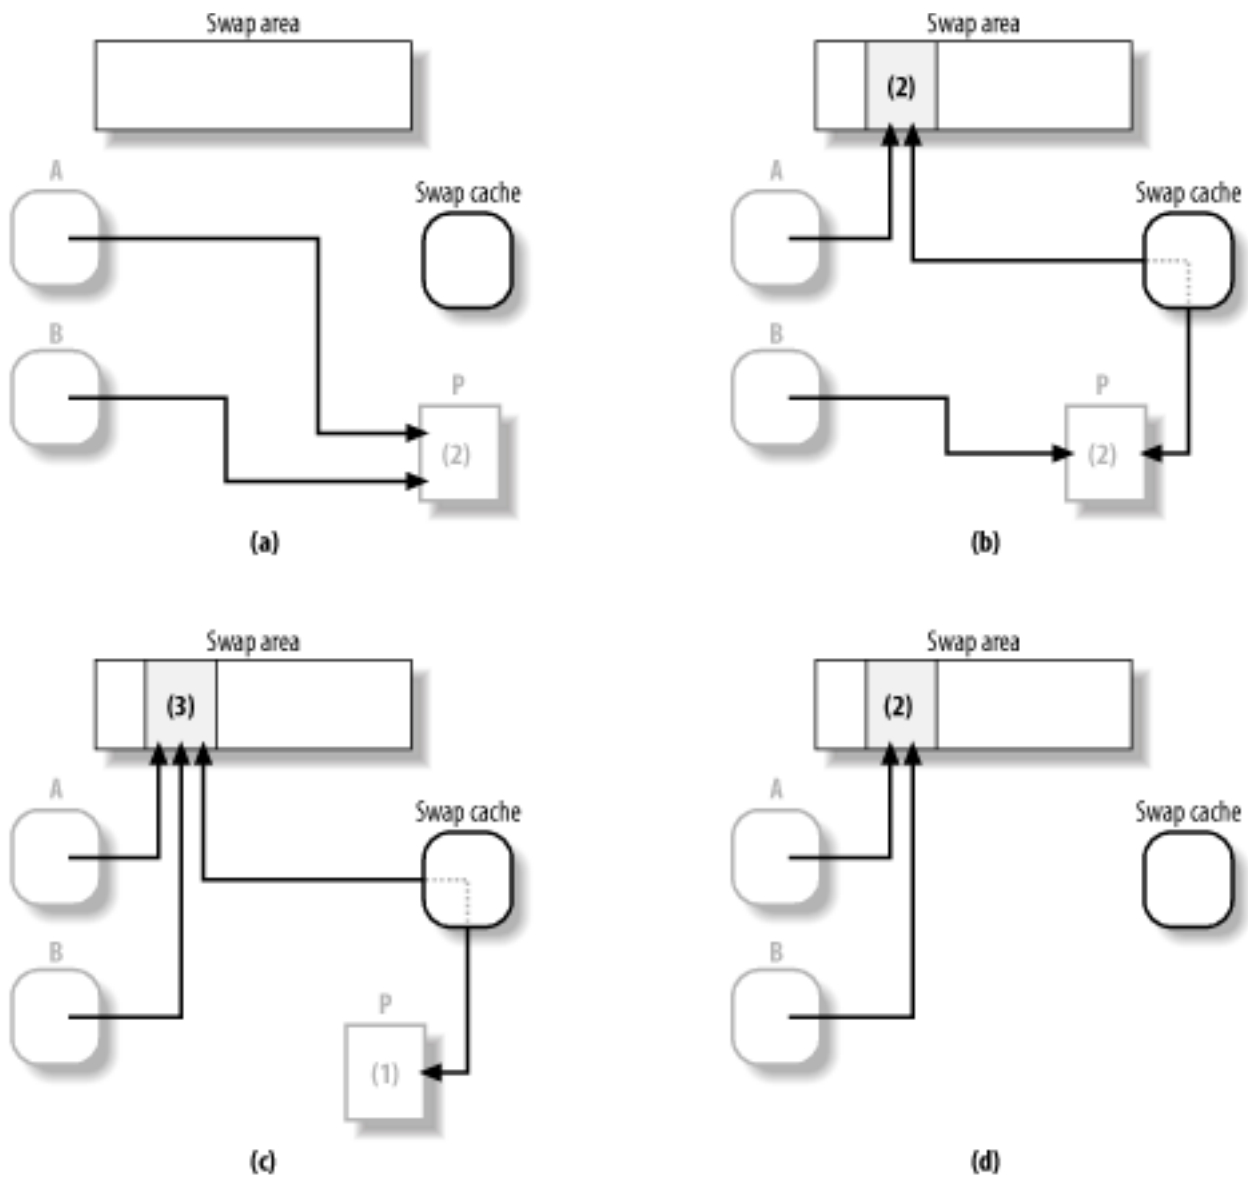 Swap area
A
Swap cache
B
P
(2)
(a)
Swap area
(2)
A
Swap cache
B
P
(2)
(b)
Swap area
(3)
A
Swap cache
B
P
(1)
(c)
Swap area
(2)
A
Swap cache
B
(d)